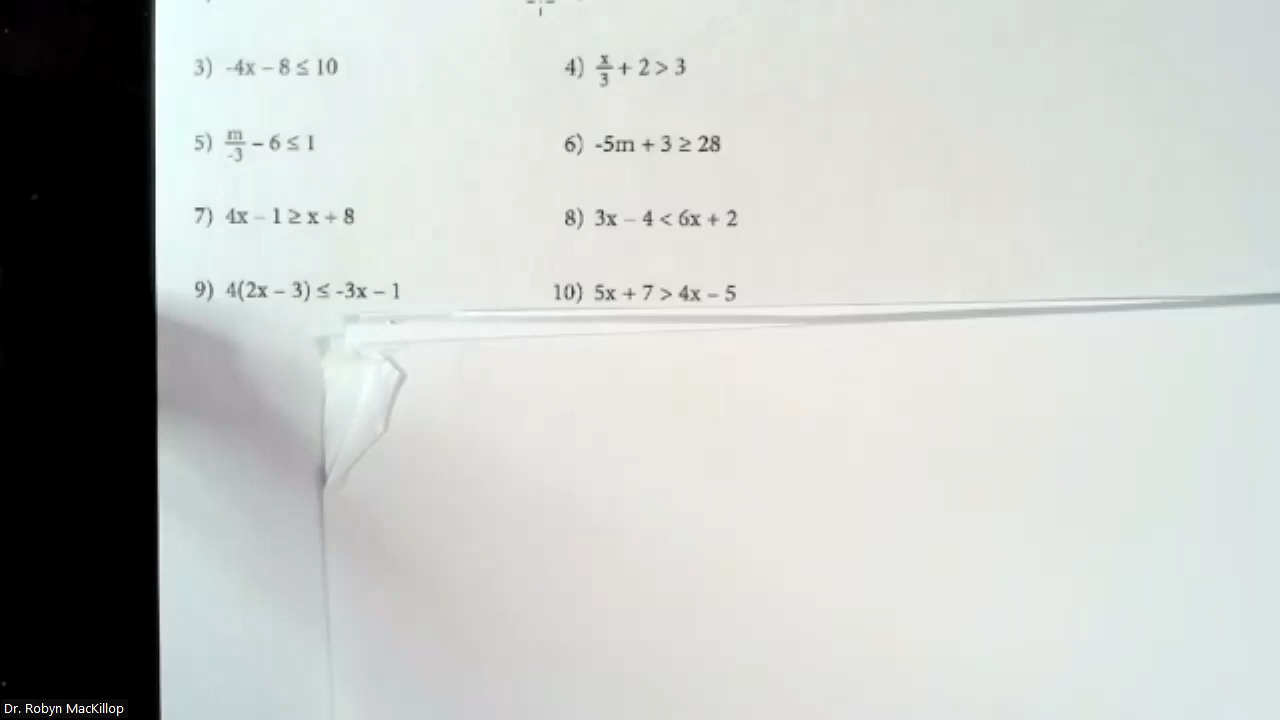 3) -4x – 8 ≤ 10
4) x/3 + 2 > 3
5) m/-3 – 6 ≤ 1
6) -5m + 3 ≥ 28
7) 4x – 1 ≥ x + 8
8) 3x – 4 < 6x + 2
9) 4(2x – 3) ≤ -3x – 1
10) 5x + 7 > 4x – 5
Dr. Robyn MacKillop